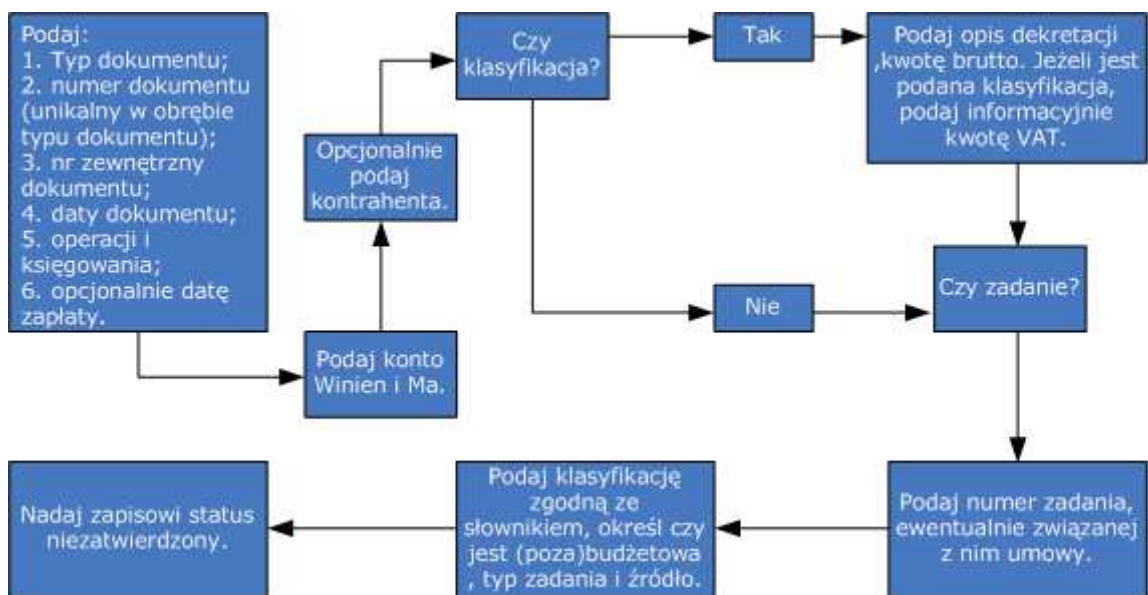 Podaj:
1. Typ dokumentu;
2. numer dokumentu
(unikalny w obrębie
typu dokumentu);
3. nr zewnętrzny
dokumentu;
4. daty dokumentu;
5. operacji i
księgowania;
6. opcjonalnie datę
zapłaty.
Podaj konto
Winien i Ma.
Opcjonalnie
podaj
kontrahenta.
Czy
klasyfikacja?
Tak
Podaj opis dekretacji
,kwotę brutto. Jeżeli jest
podana klasyfikacja,
podaj informacyjnie
kwotę VAT.
Nie
Czy zadanie?
Podaj numer zadania,
ewentualnie związanej
z nim umowy.
Podaj klasyfikację
zgodną ze
słownikiem, określ czy
jest (poza)budżetowa
, typ zadania i źródło.
Nadaj zapisowi status
niezatwierdzony.